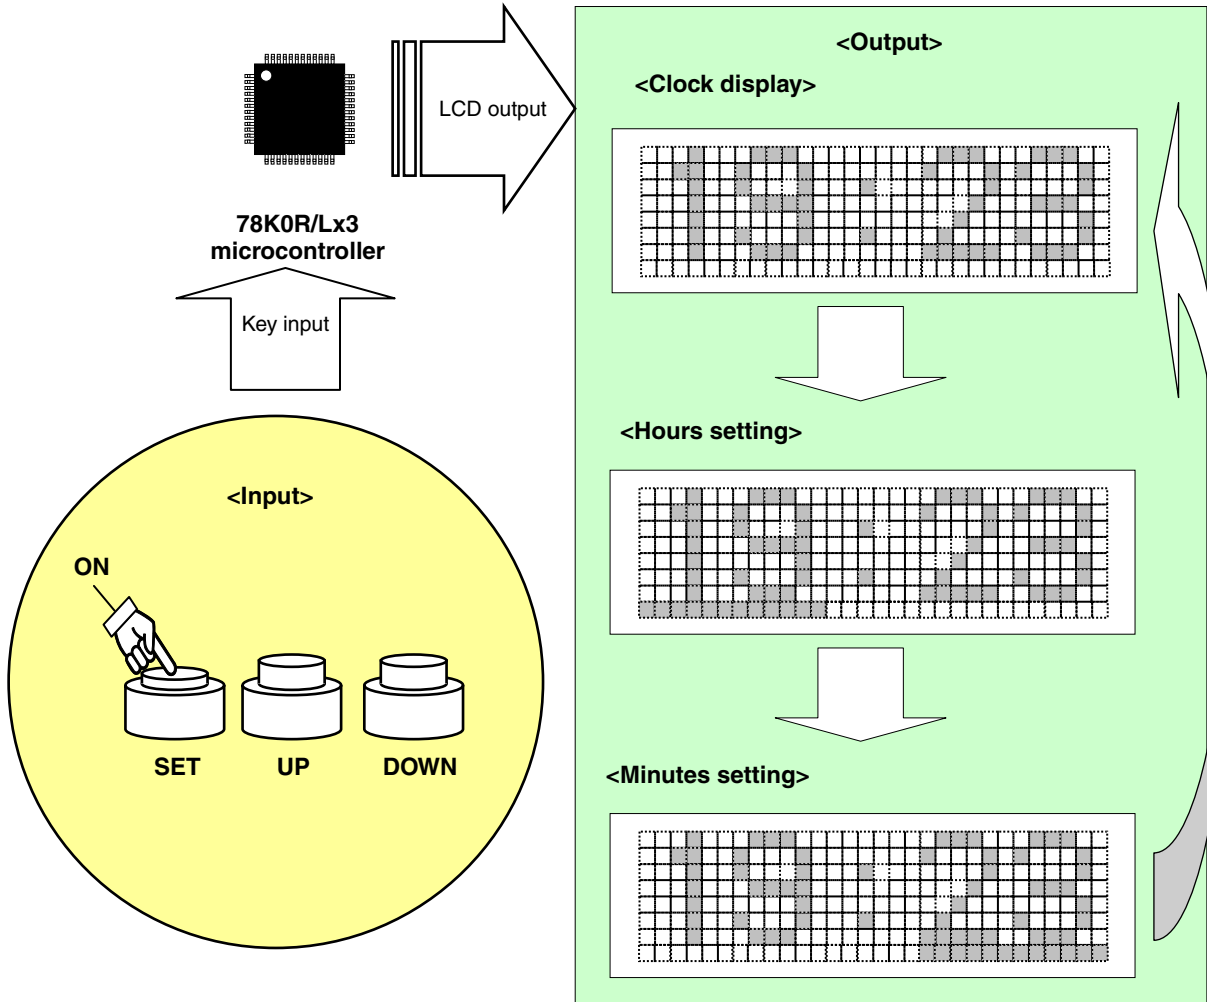 <Output>
<Clock display>
LCD output
78K0R/Lx3
microcontroller
Key input
<Hours setting>
<Input>
ON
SET UP DOWN
<Minutes setting>